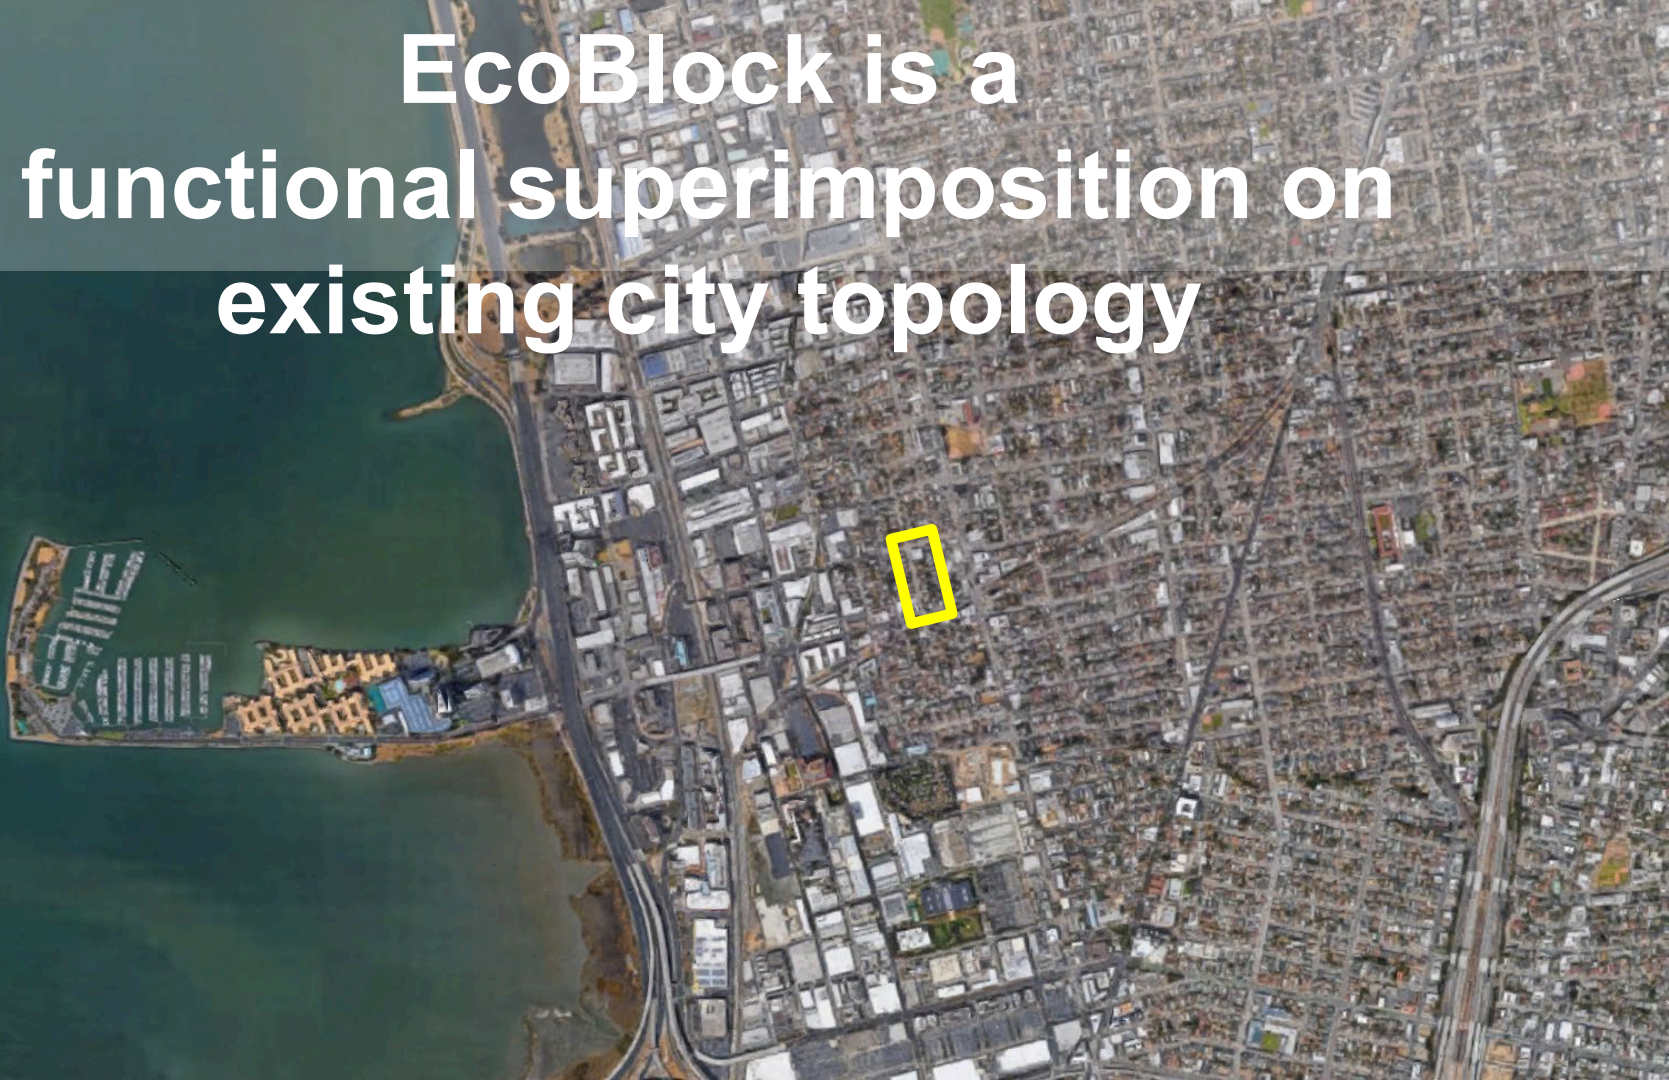 EcoBlock is a
functional superimposition on
existing city topology